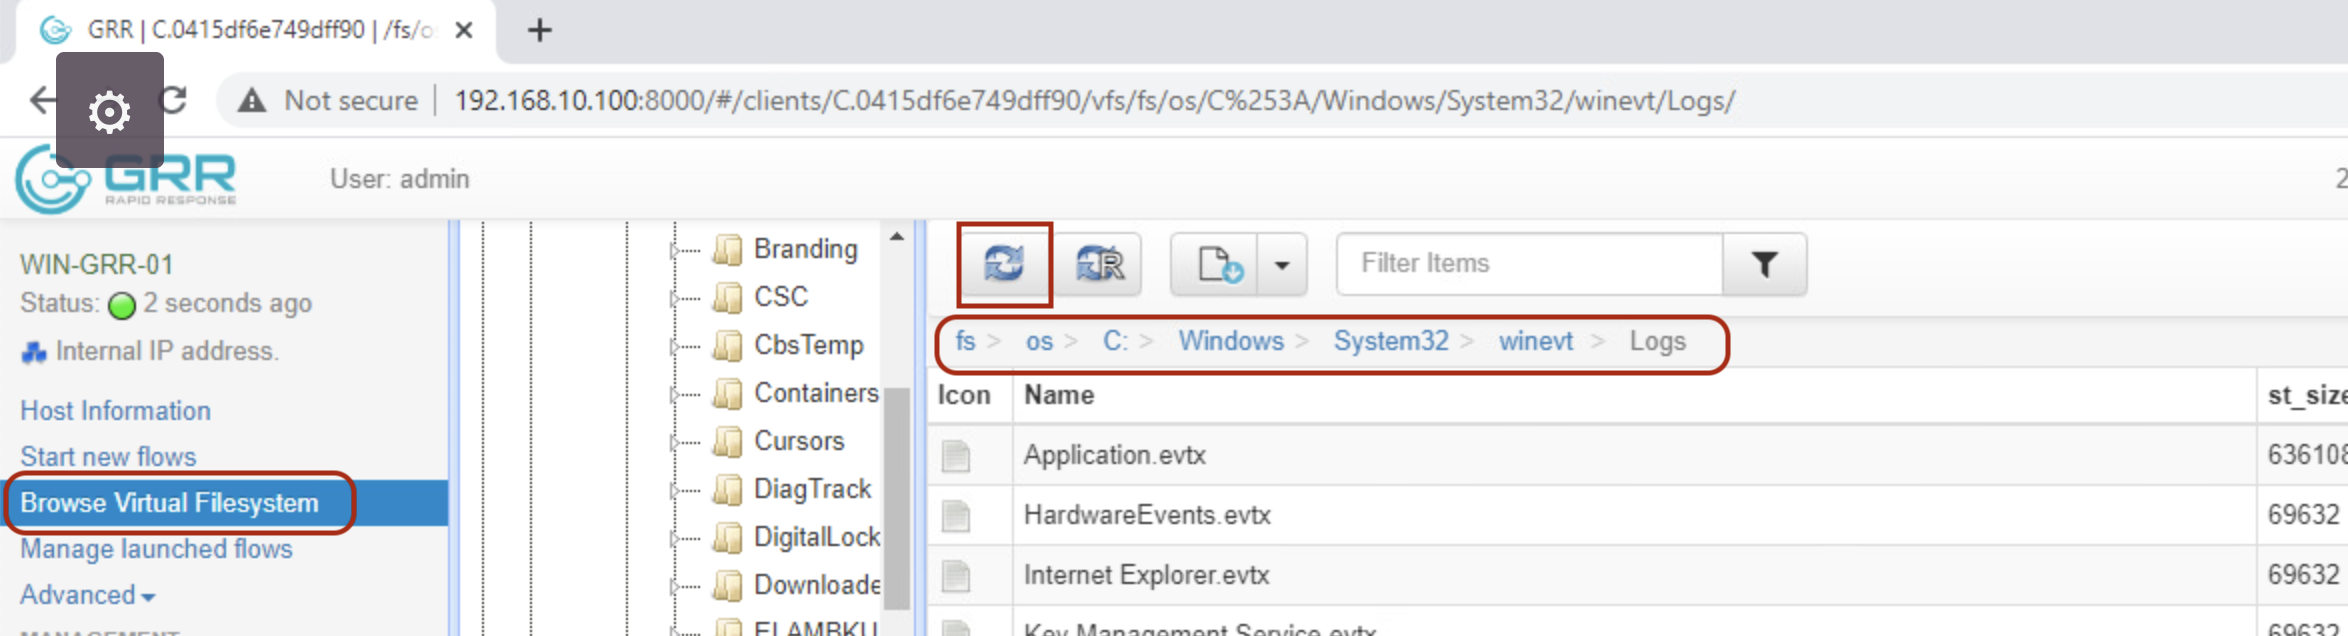 GRR | C.0415df6e749dff90 | /fs/o
Not secure 192.168.10.100:8000/#/clients/C.0415df6e749dff90/vfs/fs/os/C%253A/Windows/System32/winevt/Logs/
GRR
RAPID RESPONSE
User: admin
2
WIN-GRR-01
Status: 2 seconds ago
Internal IP address.
Host Information
Start new flows
Browse Virtual Filesystem
Manage launched flows
Advanced
MANAGEMENT
Branding
CSC
CbsTemp
Containers
Cursors
DiagTrack
DigitalLock
Downloade
ELAMBKU
R
Filter Items
fs > os > C: > Windows > System32 > winevt > Logs
Icon Name st_size
Application.evtx 636108
HardwareEvents.evtx 69632
Internet Explorer.evtx 69632
Key Management Service.evtx 69632